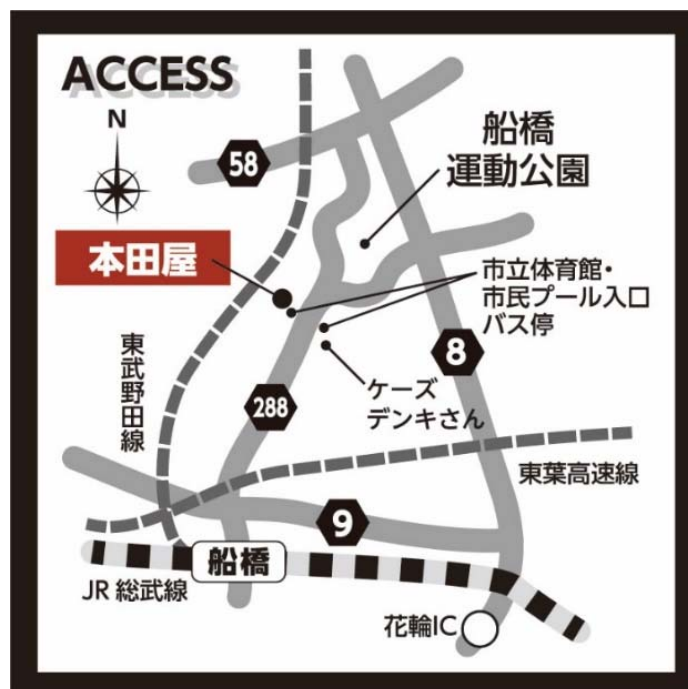 ACCESS
N
58
船橋
運動公園
本田屋
市立体育館・
市民プール入口
バス停
8
東武野田線
288
ケーズ
デンキさん
東葉高速線
9
船橋
JR 総武線
花輪IC